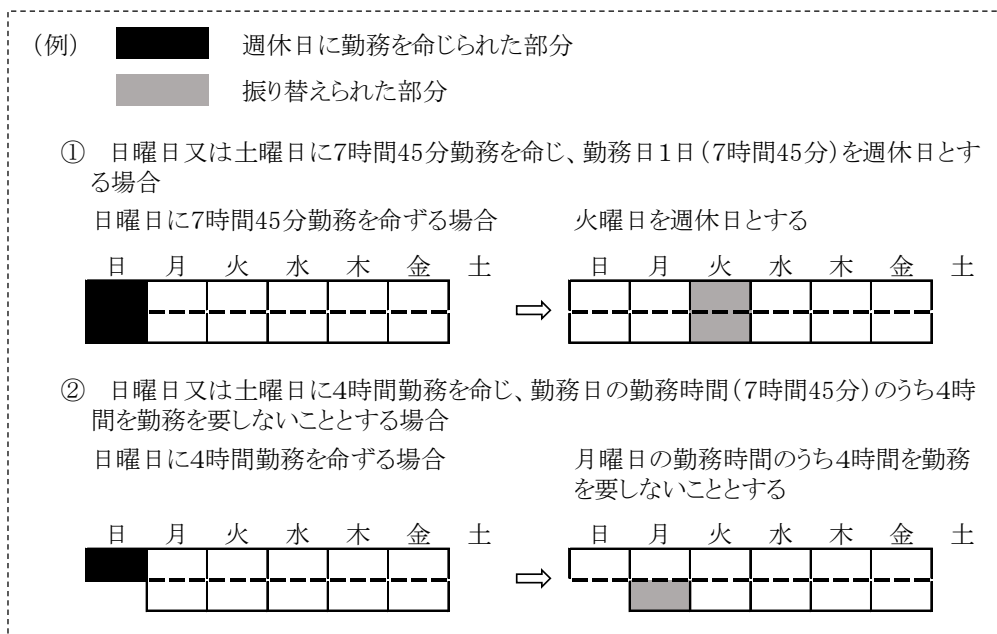 （例） 週休日に勤務を命じられた部分
振り替えられた部分
① 日曜日又は土曜日に7時間45分勤務を命じ、勤務日１日（7時間45分）を週休日とす
る場合
日曜日に7時間45分勤務を命ずる場合 火曜日を週休日とする
日 月 火 水 木 金 土 日 月 火 水 木 金 土
⇨
② 日曜日又は土曜日に4時間勤務を命じ、勤務日の勤務時間（7時間45分）のうち4時
間を勤務を要しないこととする場合
日曜日に4時間勤務を命ずる場合 月曜日の勤務時間のうち4時間を勤務
を要しないこととする
日 月 火 水 木 金 土 日 月 火 水 木 金 土
⇨